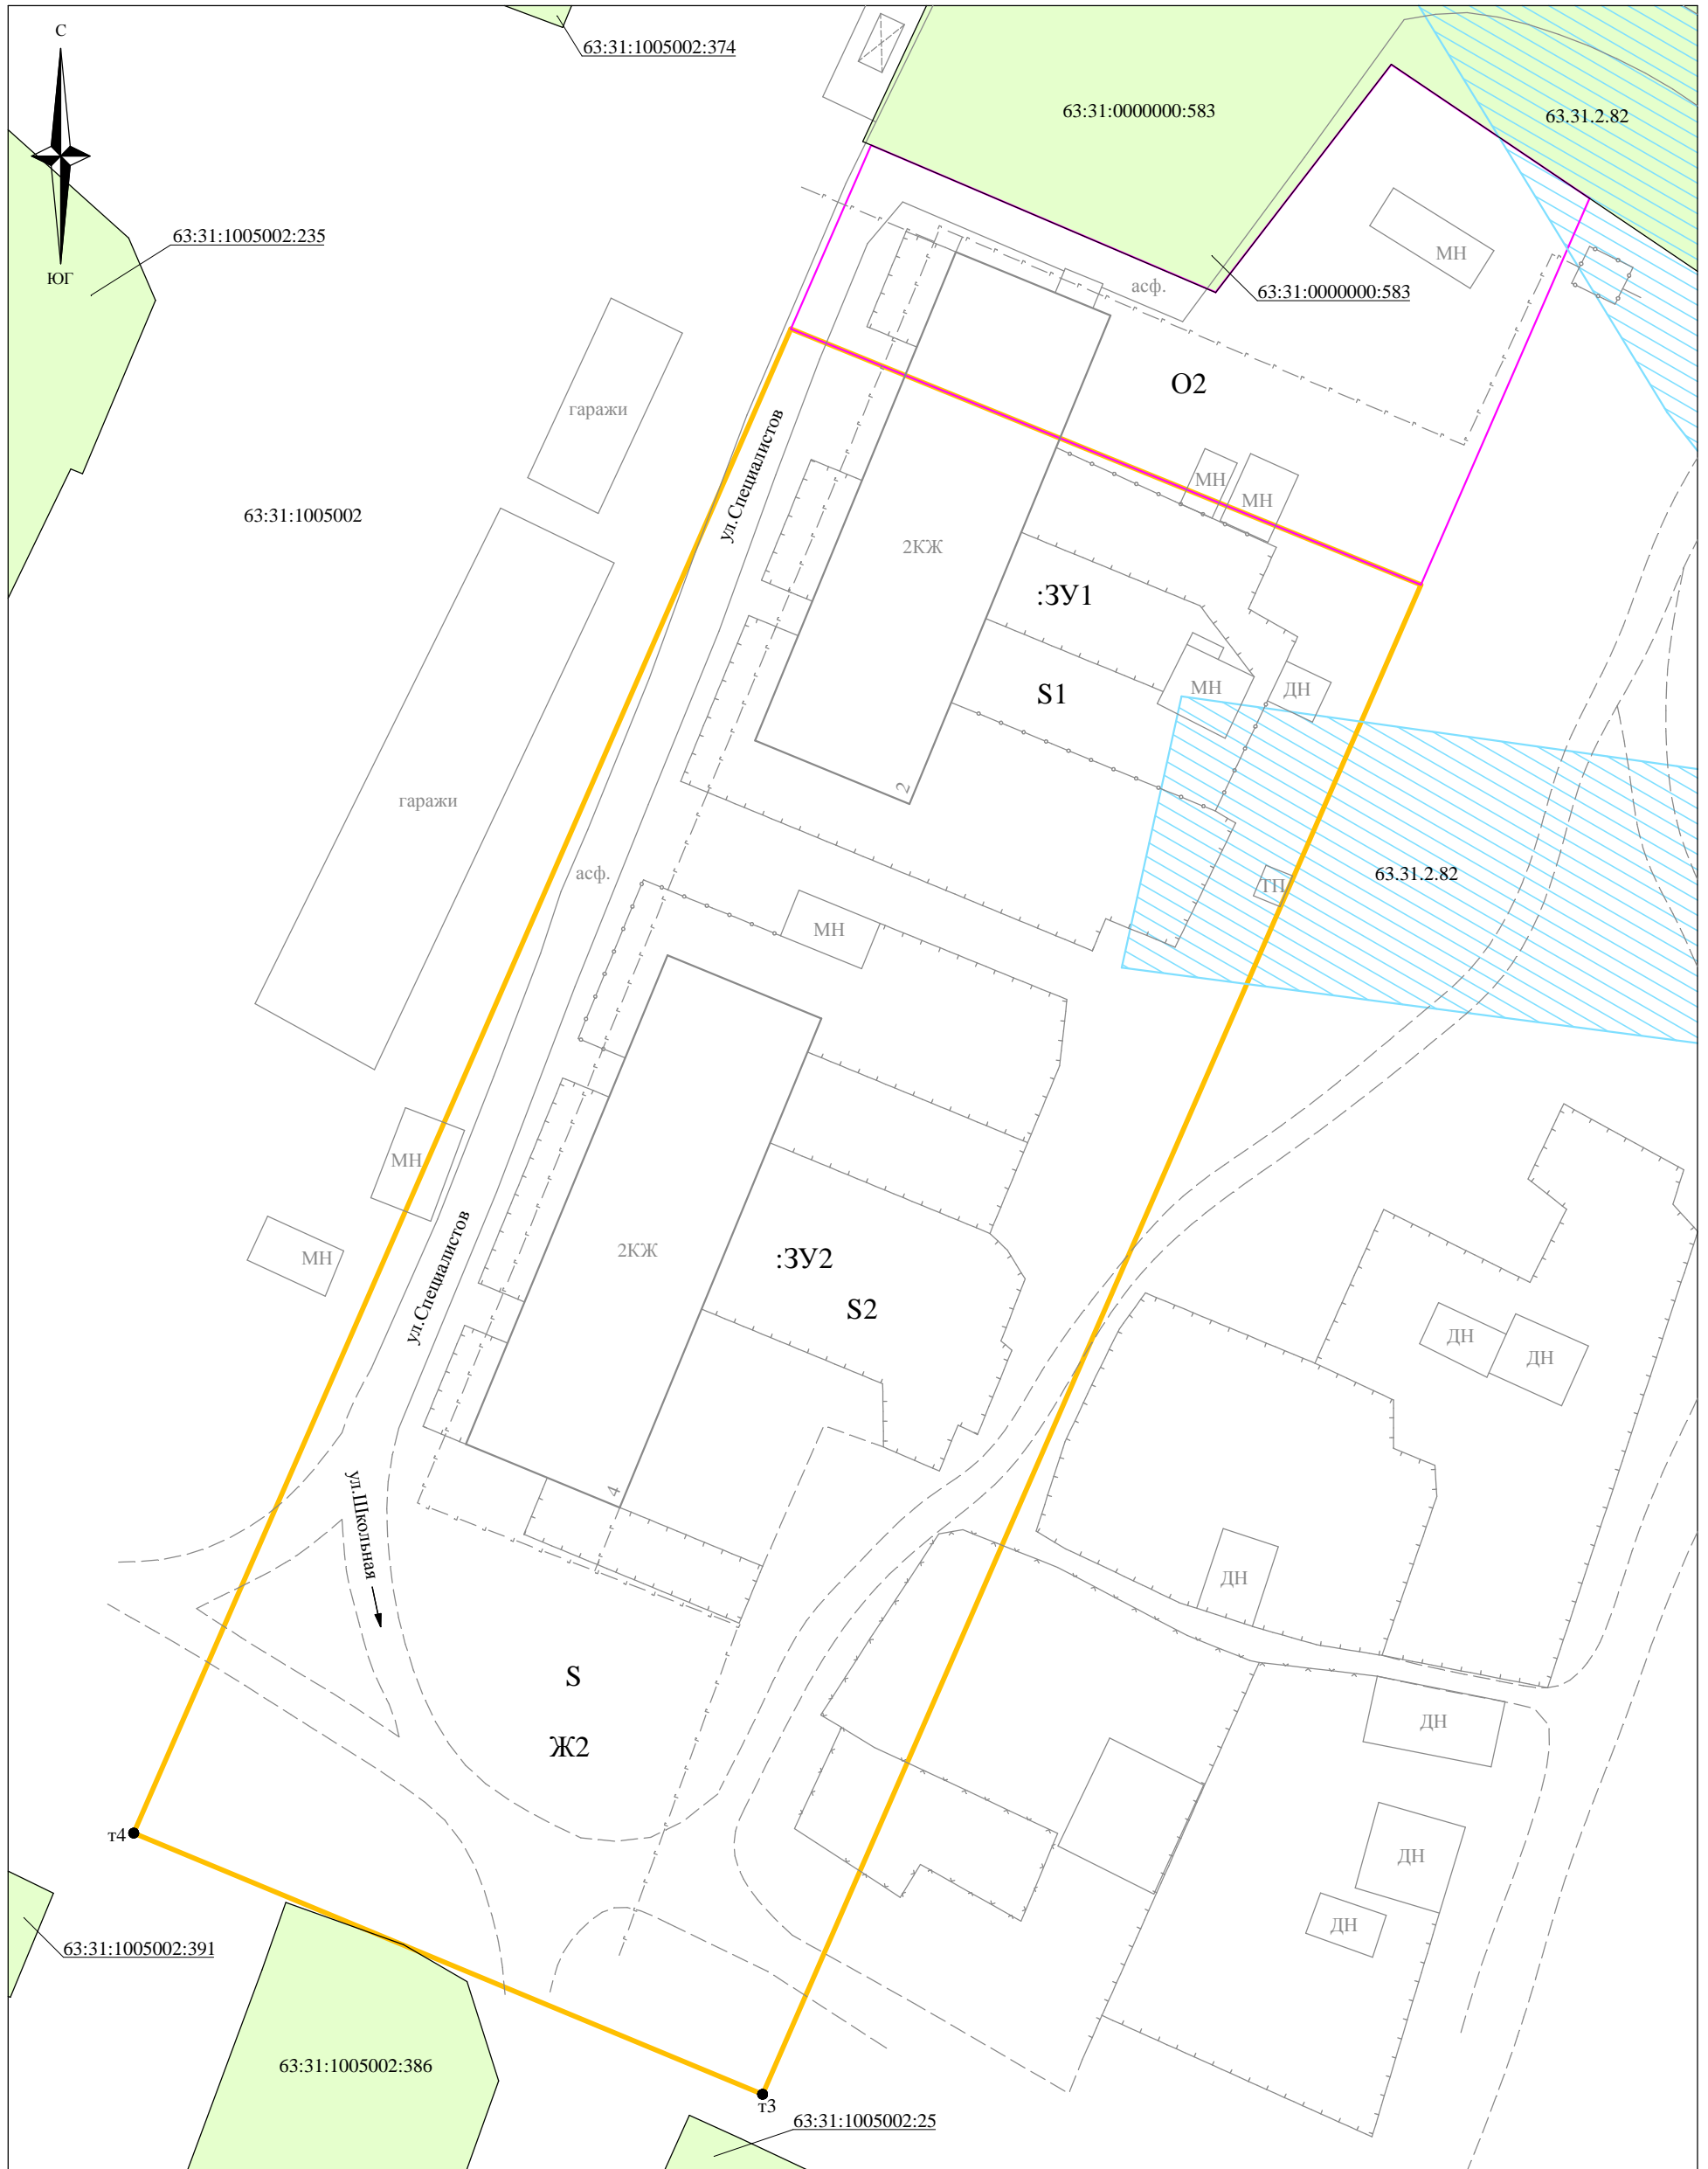 С
63:31:1005002:374
63:31:0000000:583
63.31.2.82
63:31:1005002:235
ЮГ
МН
асф.
63:31:0000000:583
О2
гаражи
ул.Специалистов
МН
МН
63:31:1005002
2КЖ
:ЗУ1
S1
МН
ДН
2
гаражи
асф.
63.31.2.82
ТП
МН
МН
МН
ул.Специалистов
2КЖ
:ЗУ2
S2
ДН
ДН
4
ул.Школьная
ДН
S
Ж2
ДН
т4
ДН
ДН
63:31:1005002:391
63:31:1005002:386
т3
63:31:1005002:25